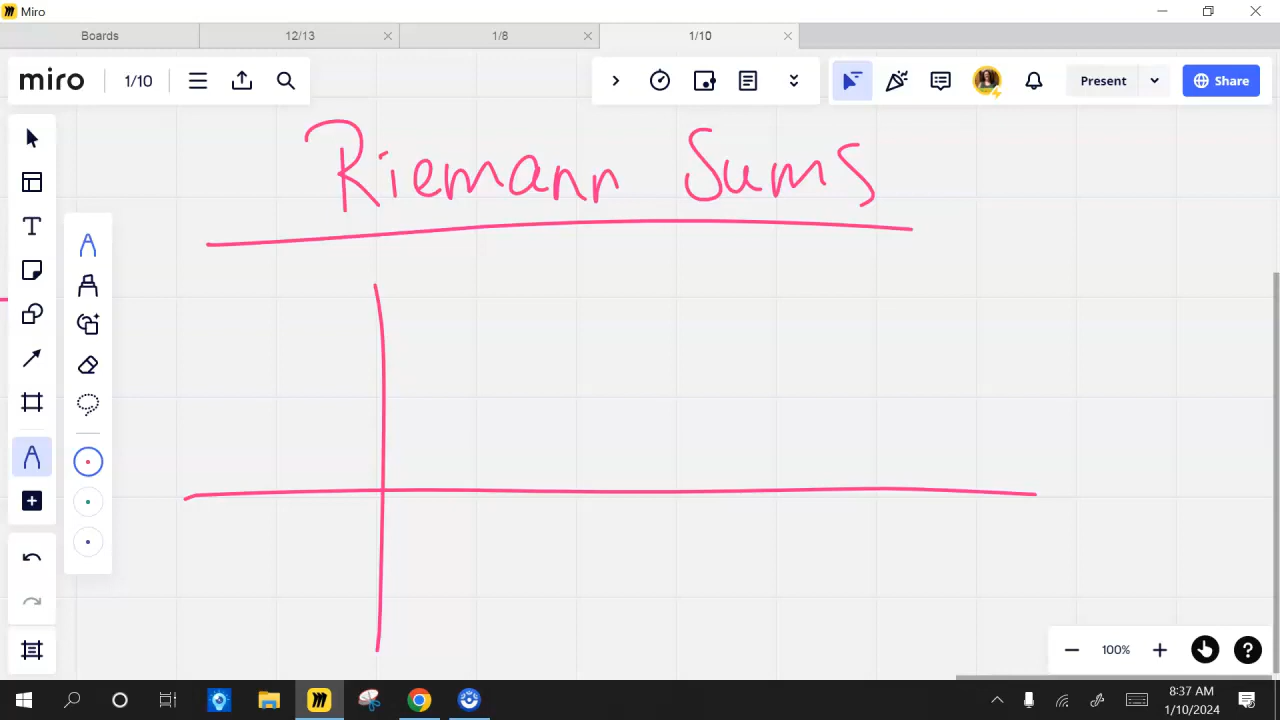 Miro
Boards 12/13 1/8 1/10
miro 1/10 Present Share
Riemann Sums
100%
8:37 AM
1/10/2024